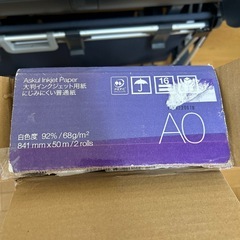 Askul Inkjet Paper
大判インクジェット用紙
にじみにくい普通紙
16
白色度 92% / 68g/m²
841 mm x 50 m / 2 rolls
A0